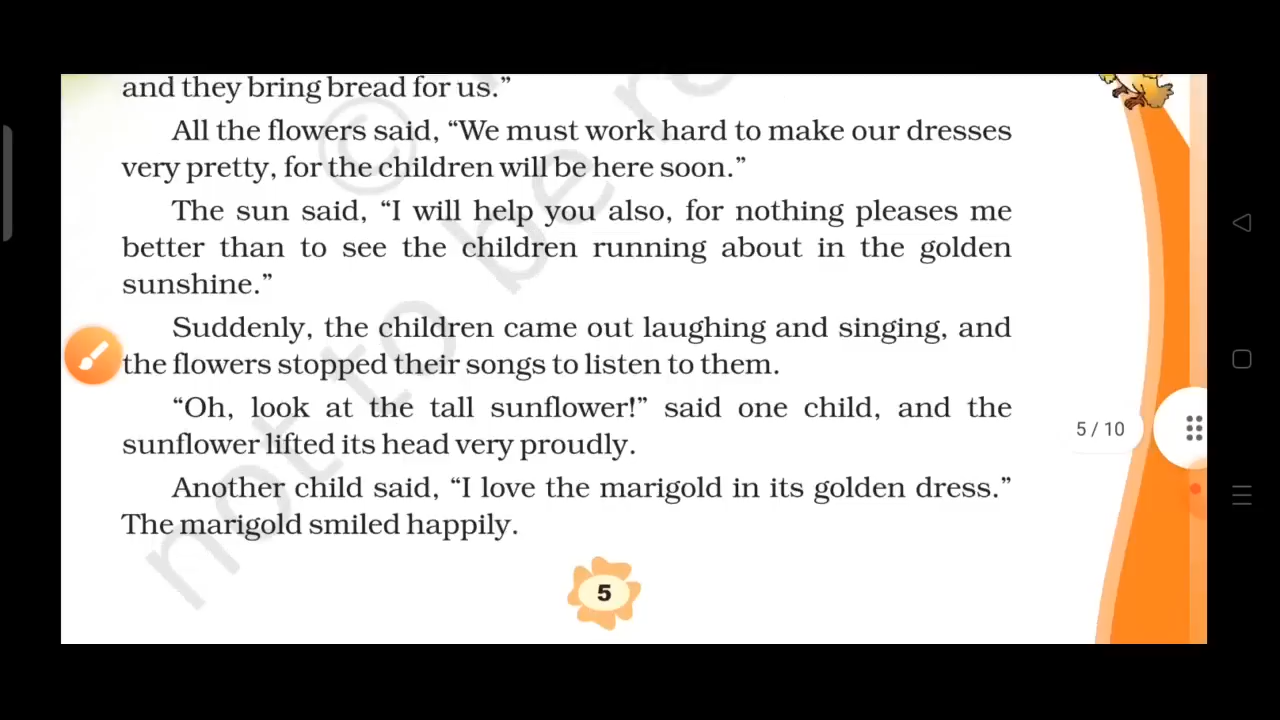 and they bring bread for us.”
All the flowers said, “We must work hard to make our dresses
very pretty, for the children will be here soon.”
The sun said, “I will help you also, for nothing pleases me
better than to see the children running about in the golden
sunshine.”
Suddenly, the children came out laughing and singing, and
the flowers stopped their songs to listen to them.
“Oh, look at the tall sunflower!” said one child, and the
sunflower lifted its head very proudly.
Another child said, “I love the marigold in its golden dress.”
The marigold smiled happily.
5
5 / 10
©
not to be re